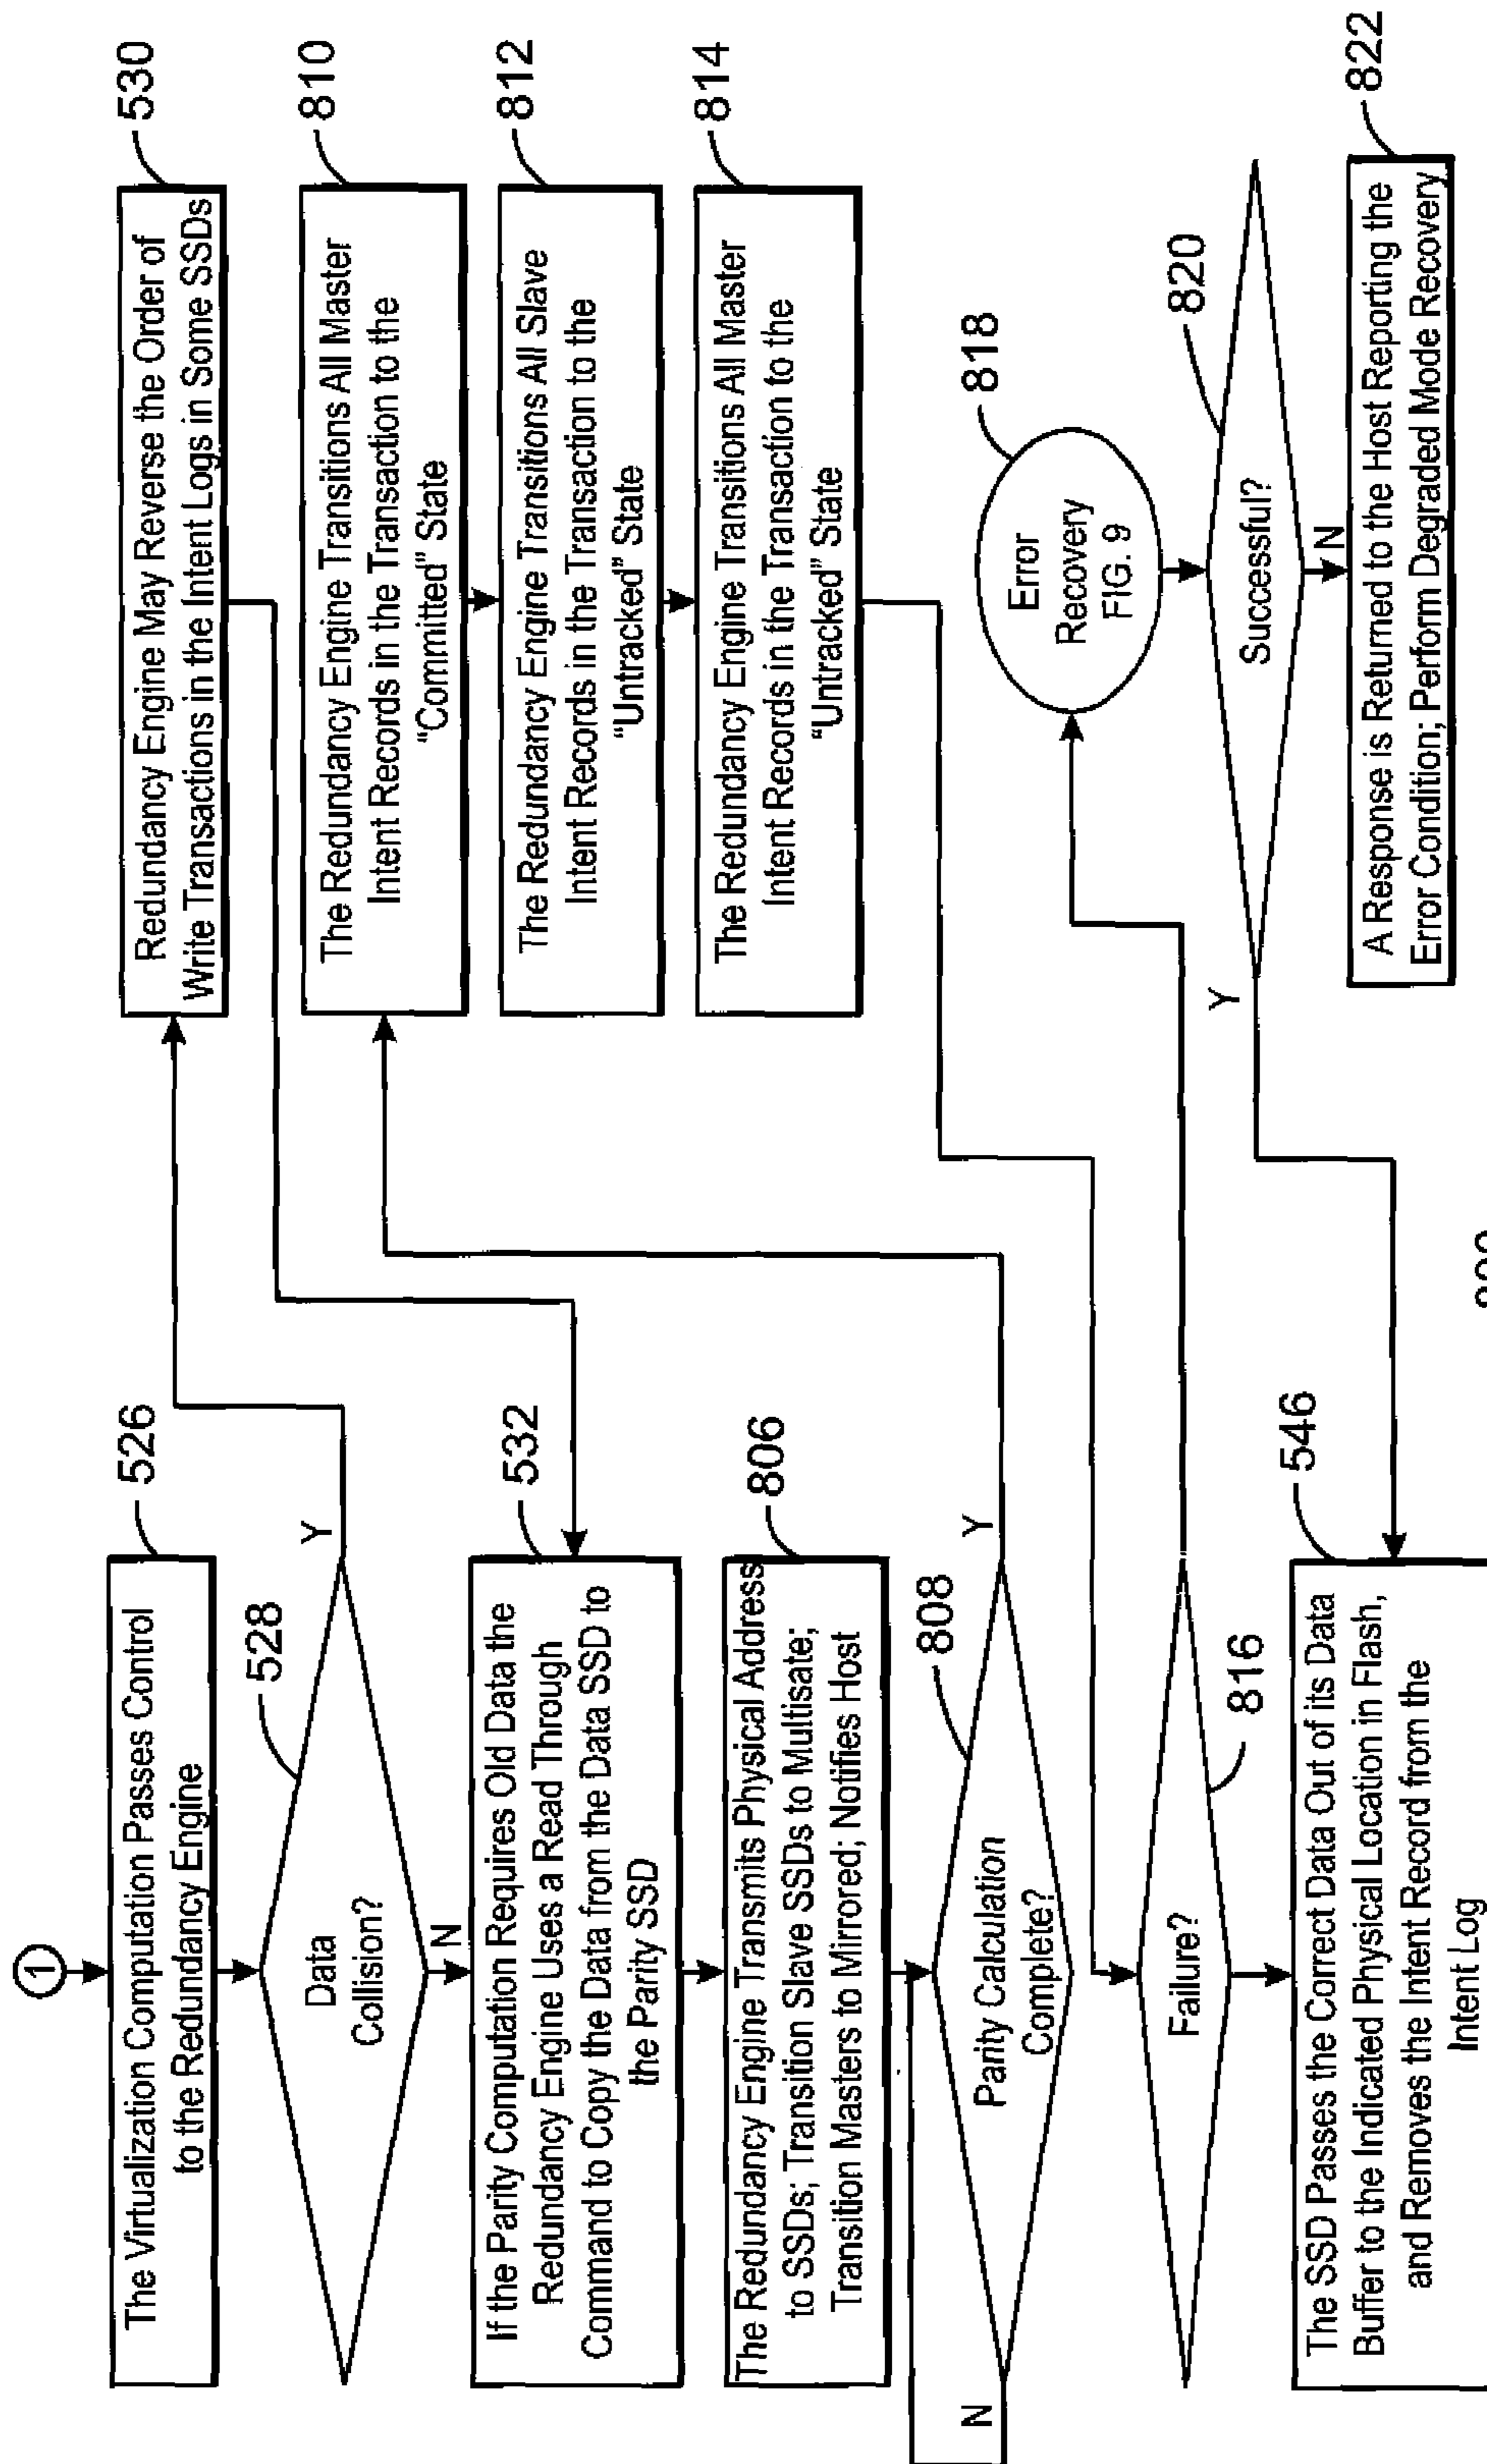 1
526
The Virtualization Computation Passes Control
to the Redundancy Engine
528
Data
Collision?
Y
N
530
Redundancy Engine May Reverse the Order of
Write Transactions in the Intent Logs in Some SSDs
532
If the Parity Computation Requires Old Data the
Redundancy Engine Uses a Read Through
Command to Copy the Data from the Data SSD to
the Parity SSD
806
The Redundancy Engine Transmits Physical Address
to SSDs; Transition Slave SSDs to Multisate;
Transition Masters to Mirrored; Notifies Host
808
Parity Calculation
Complete?
Y
N
810
The Redundancy Engine Transitions All Master
Intent Records in the Transaction to the
“Committed” State
812
The Redundancy Engine Transitions All Slave
Intent Records in the Transaction to the
“Untracked” State
814
The Redundancy Engine Transitions All Master
Intent Records in the Transaction to the
“Untracked” State
816
Failure?
818
Error
Recovery
FIG. 9
820
Successful?
Y
N
822
A Response is Returned to the Host Reporting the
Error Condition; Perform Degraded Mode Recovery
546
The SSD Passes the Correct Data Out of its Data
Buffer to the Indicated Physical Location in Flash,
and Removes the Intent Record from the
Intent Log